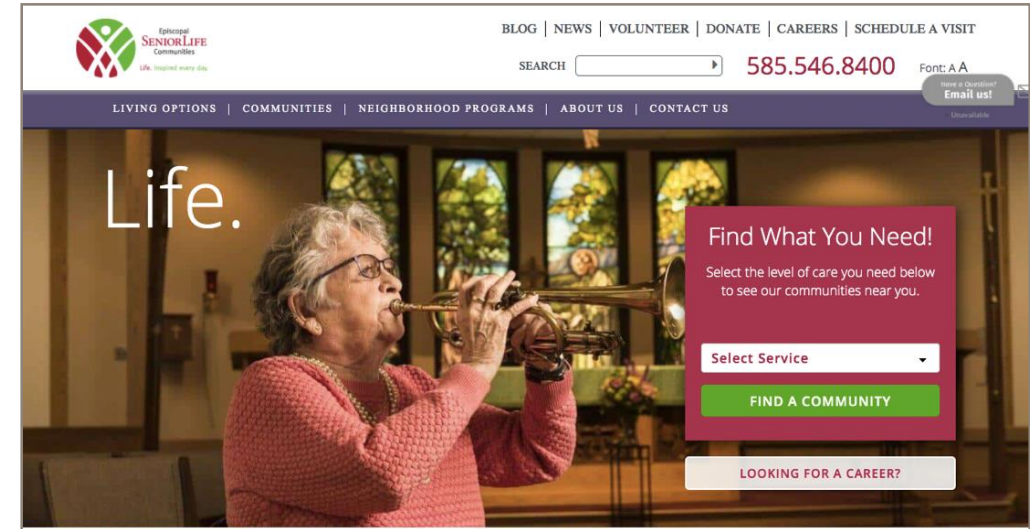 Episcopal
SENIORLIFE
Communities
Life. Inspired every day.
BLOG | NEWS | VOLUNTEER | DONATE | CAREERS | SCHEDULE A VISIT
SEARCH
585.546.8400
Font: A A
Have a Question?
Email us!
Unavailable
LIVING OPTIONS | COMMUNITIES | NEIGHBORHOOD PROGRAMS | ABOUT US | CONTACT US
Life.
Find What You Need!
Select the level of care you need below
to see our communities near you.
Select Service
FIND A COMMUNITY
LOOKING FOR A CAREER?